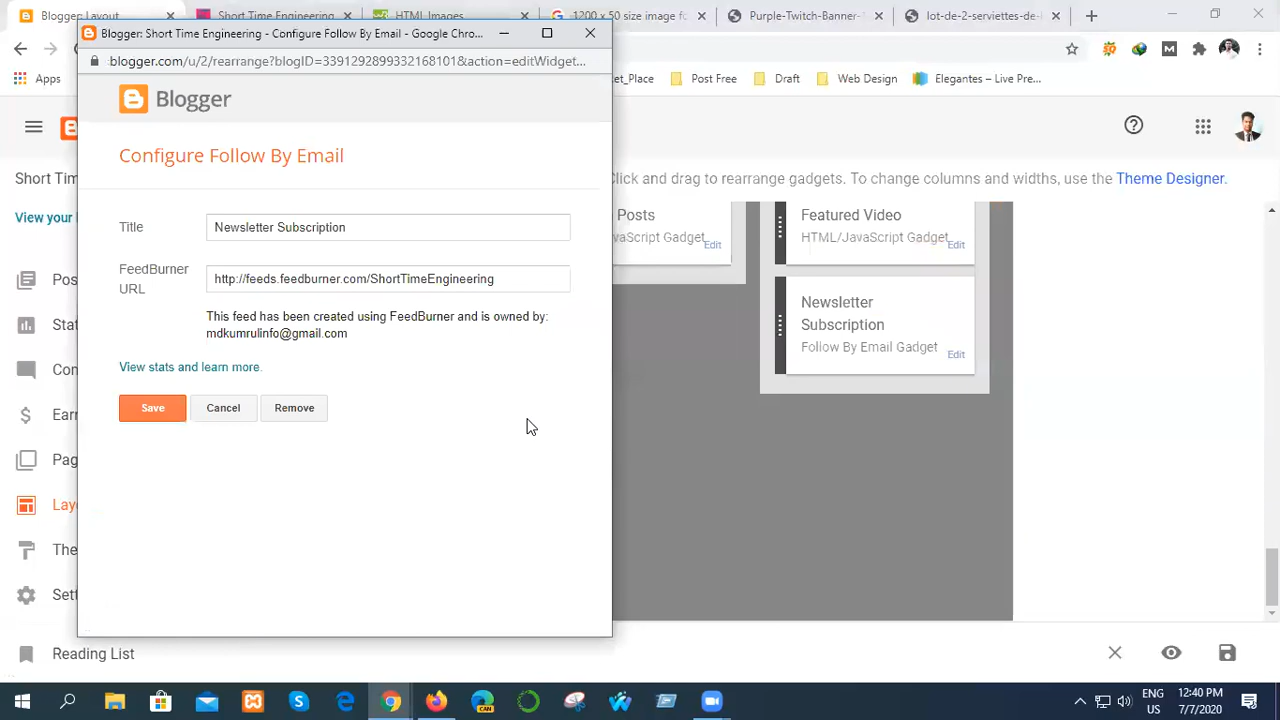 Blogger Layout
Short Time Engineering
HTML Images
1200 x 50 size image fo
Purple-Twitch-Banner-
lot-de-2-serviettes-de
Blogger: Short Time Engineering - Configure Follow By Email - Google Chro...
blogger.com/u/2/rearrange?blogID=3391292899337168101&action=editWidget...
Apps
et_Place
Post Free
Draft
Web Design
Elegantes – Live Pre...
Blogger
Configure Follow By Email
Short Tim
Click and drag to rearrange gadgets. To change columns and widths, use the Theme Designer.
View your
Title
Newsletter Subscription
FeedBurner
URL
http://feeds.feedburner.com/ShortTimeEngineering
This feed has been created using FeedBurner and is owned by:
mdkumrulinfo@gmail.com
View stats and learn more.
Save
Cancel
Remove
Posts
vaScript Gadget
Edit
Featured Video
HTML/JavaScript Gadget
Edit
Newsletter
Subscription
Follow By Email Gadget
Edit
Pos
Stat
Con
Earr
Pag
Layo
The
Sett
Reading List
CAN
ENG
US
12:40 PM
7/7/2020